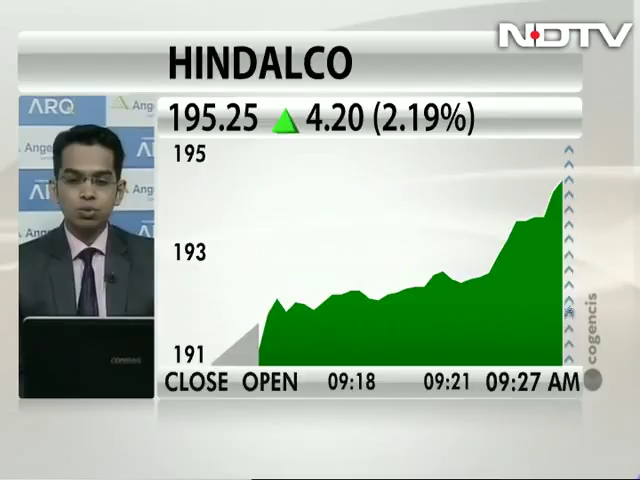 NDTV
HINDALCO
195.25 ▲ 4.20 (2.19%)
ARQ
Ange
195
193
191
CLOSE OPEN 09:18 09:21 09:27 AM
cogencis